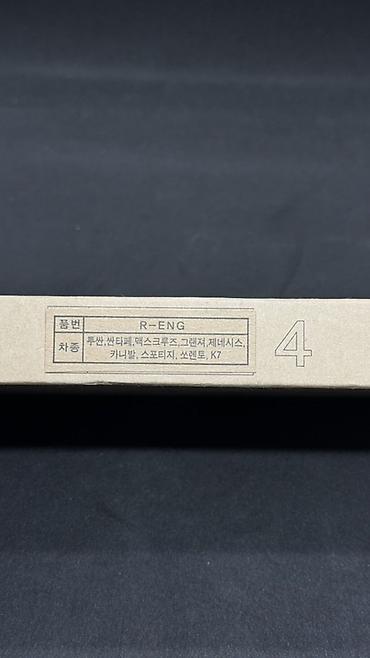 품번 R-ENG
차종 투싼,싼타페,맥스크루즈,그랜져,제네시스,
카니발, 스포티지, 쏘렌토, K7
4